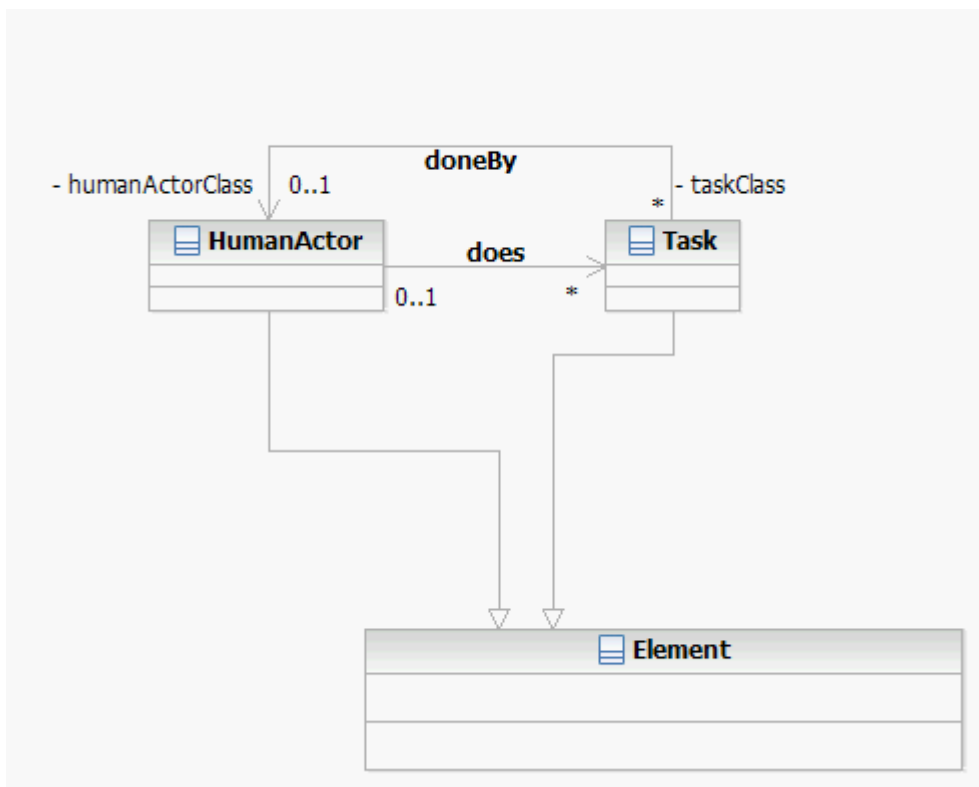 doneBy
- humanActorClass 0..1 - taskClass
*
HumanActor Task
does
0..1 *
Element